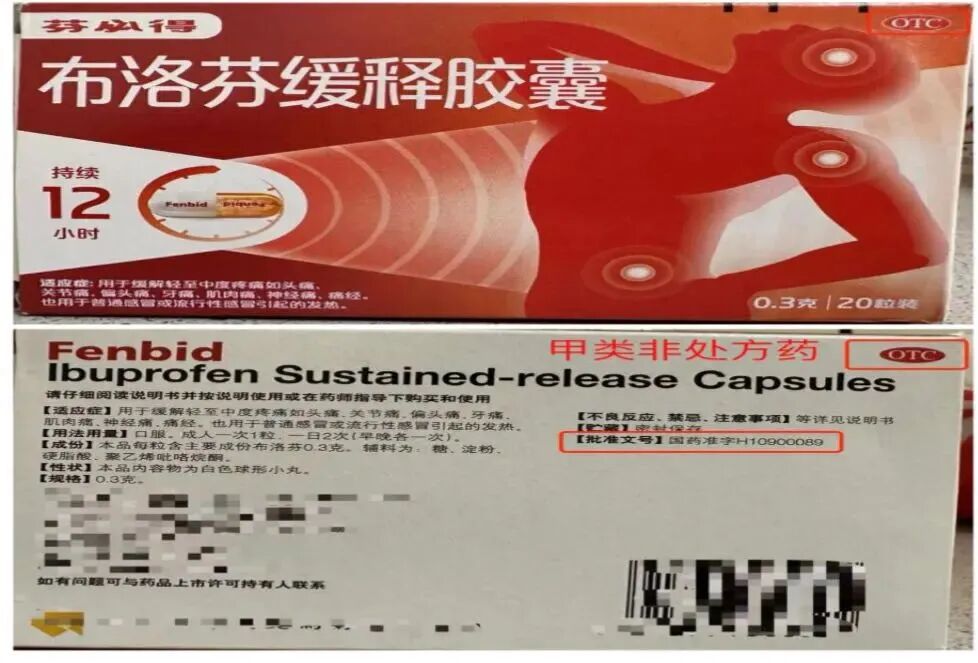 芬必得
OTC
布洛芬缓释胶囊
持续
12
小时
Fenbid
Fenbid
适应症：用于缓解轻至中度疼痛如头痛、
关节痛、偏头痛、牙痛、肌肉痛、神经痛、痛经。
也用于普通感冒或流行性感冒引起的发热。
0.3克 | 20粒装
Fenbid
甲类非处方药
OTC
Ibuprofen Sustained-release Capsules
请仔细阅读说明书并按说明使用或在药师指导下购买和使用
【适应症】用于缓解轻至中度疼痛如头痛、关节痛、偏头痛、牙痛、
肌肉痛、神经痛、痛经。也用于普通感冒或流行性感冒引起的发热。
【用法用量】口服。成人一次1粒，一日2次（早晚各一次）。
【成份】本品每粒含主要成份布洛芬0.3克。辅料为：糖、淀粉、
硬脂酸、聚乙烯吡咯烷酮。
【性状】本品内容物为白色球形小丸。
【规格】0.3克。
【不良反应、禁忌、注意事项】等详见说明书
【贮藏】密封保存
【批准文号】国药准字H10900089
如有问题可与药品上市许可持有人联系